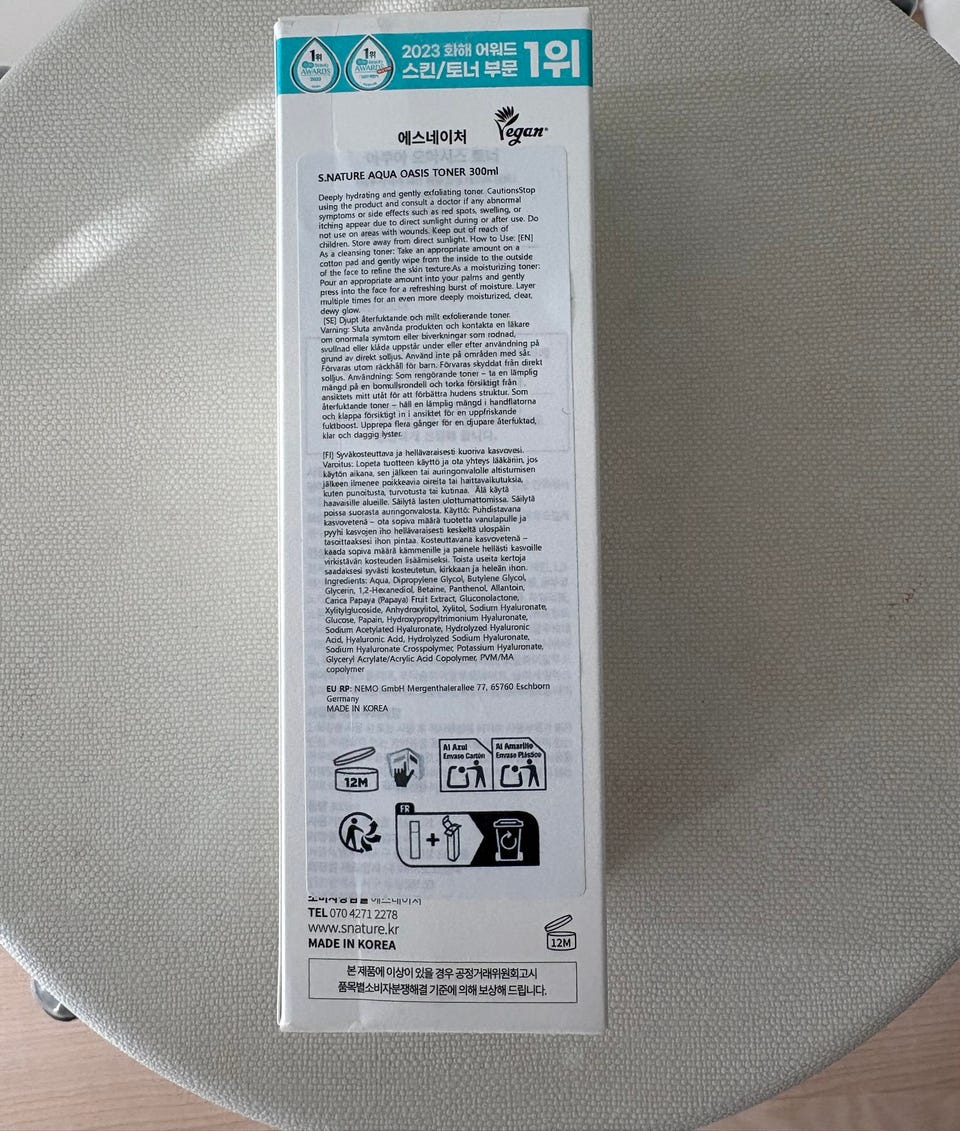 1위
AWARDS
2023
1위
AWARDS
2023 화해 어워드
스킨/토너 부문 1위
에스네이처
Vegan
S.NATURE AQUA OASIS TONER 300ml
Deeply hydrating and gently exfoliating toner. CautionsStop
using the product and consult a doctor if any abnormal
symptoms or side effects such as red spots, swelling, or
itching appear due to direct sunlight during or after use. Do
not use on areas with wounds. Keep out of reach of
children. Store away from direct sunlight. How to Use: [EN]
As a cleansing toner: Take an appropriate amount on a
cotton pad and gently wipe from the inside to the outside
of the face to refine the skin texture.As a moisturizing toner:
Pour an appropriate amount into your palms and gently
press into the face for a refreshing burst of moisture. Layer
multiple times for an even more deeply moisturized, clear,
dewy glow.
[SE] Djupt återfuktande och milt exfolierande toner.
Varning: Sluta använda produkten och kontakta en läkare
om onormala symtom eller biverkningar som rodnad,
svullnad eller klåda uppstår under eller efter användning på
grund av direkt solljus. Använd inte på områden med sår.
Förvaras utom räckhåll för barn. Förvaras skyddat från direkt
solljus. Användning: Som rengörande toner – ta en lämplig
mängd på en bomullsrondell och torka försiktigt från
ansiktets mitt utåt för att förbättra hudens struktur. Som
återfuktande toner – häll en lämplig mängd i handflatorna
och klappa försiktigt in i ansiktet för en uppfriskande
fuktboost. Upprepa flera gånger för en djupare återfuktad,
klar och daggig lyster.
[FI] Syväkosteuttava ja hellävaraisesti kuoriva kasvovesi.
Varoitus: Lopeta tuotteen käyttö ja ota yhteys lääkäriin, jos
käytön aikana, sen jälkeen tai auringonvalolle altistumisen
jälkeen ilmenee poikkeavia oireita tai haittavaikutuksia,
kuten punoitusta, turvotusta tai kutinaa. Älä käytä
haavaisille alueille. Säilytä lasten ulottumattomissa. Säilytä
poissa suorasta auringonvalosta. Käyttö: Puhdistavana
kasvovetenä – ota sopiva määrä tuotetta vanulapulle ja
pyyhi kasvojen iho hellävaraisesti keskeltä ulospäin
tasoittaaksesi ihon pintaa. Kosteuttavana kasvovetenä –
kaada sopiva määrä kämmenille ja painele hellästi kasvoille
virkistävän kosteuden lisäämiseksi. Toista useita kertoja
saadaksesi syvästi kosteutetun, kirkkaan ja heleän ihon.
Ingredients: Aqua, Dipropylene Glycol, Butylene Glycol,
Glycerin, 1,2-Hexanediol, Betaine, Panthenol, Allantoin,
Carica Papaya (Papaya) Fruit Extract, Gluconolactone,
Xylitylglucoside, Anhydroxylitol, Xylitol, Sodium Hyaluronate,
Glucose, Papain, Hydroxypropyltrimonium Hyaluronate,
Sodium Acetylated Hyaluronate, Hydrolyzed Hyaluronic
Acid, Hyaluronic Acid, Hydrolyzed Sodium Hyaluronate,
Sodium Hyaluronate Crosspolymer, Potassium Hyaluronate,
Glyceryl Acrylate/Acrylic Acid Copolymer, PVM/MA
copolymer
EU RP: NEMO GmbH Mergenthalerallee 77, 65760 Eschborn
Germany
MADE IN KOREA
12M
Al Azul
Envase Cartón
Al Amarillo
Envase Plástico
FR
TEL 070 4271 2278
www.snature.kr
MADE IN KOREA
12M
본 제품에 이상이 있을 경우 공정거래위원회고시
품목별소비자분쟁해결 기준에 의해 보상해 드립니다.